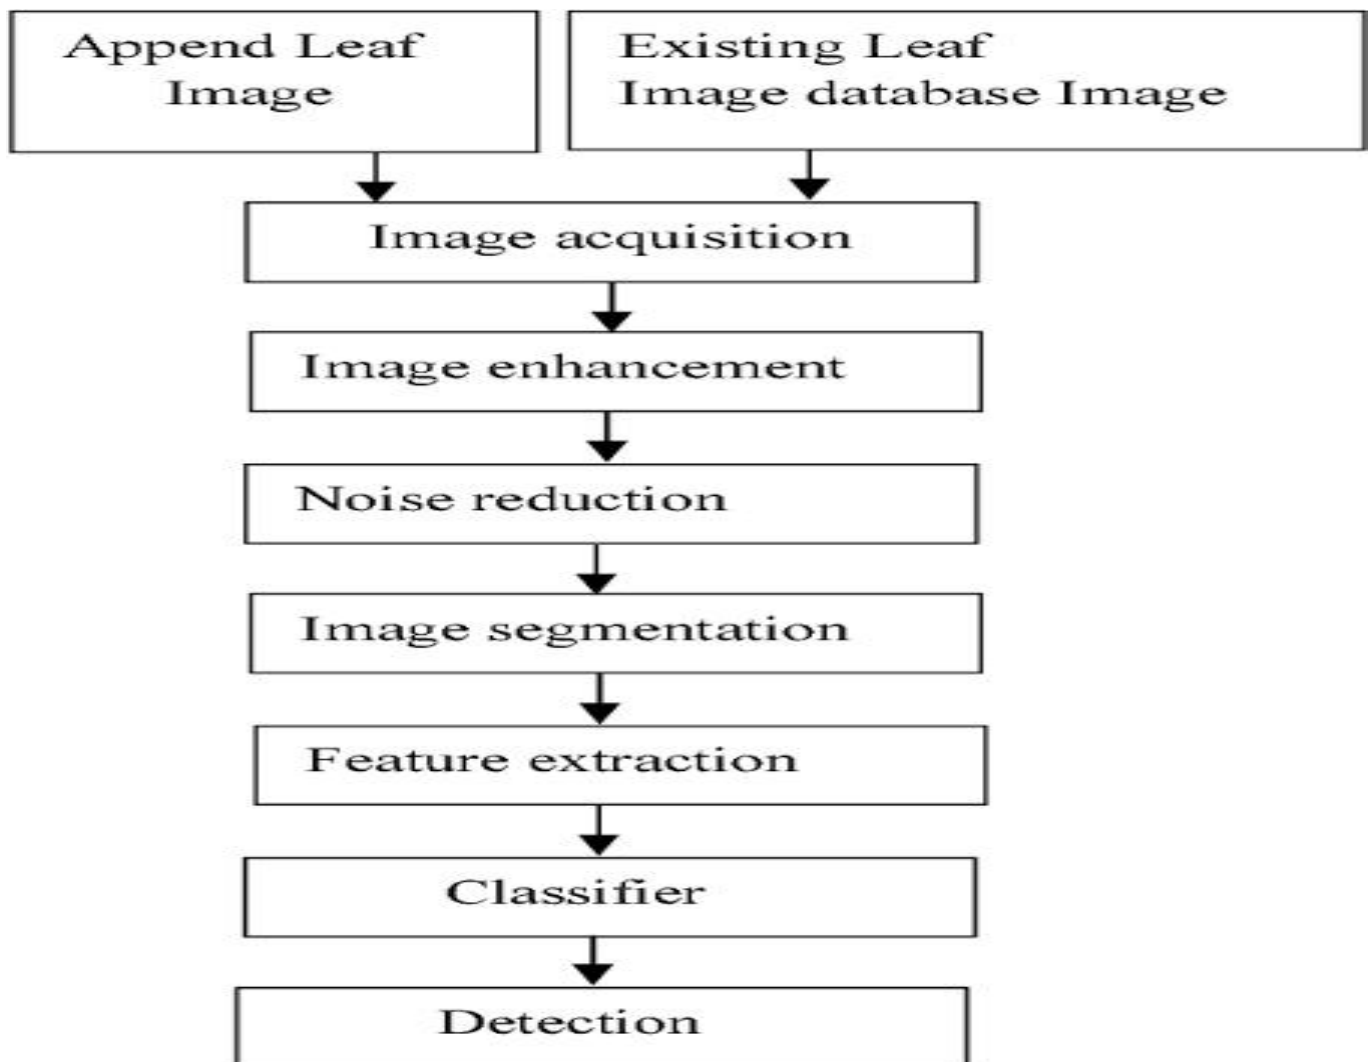 Append Leaf
Image
Existing Leaf
Image database Image
Image acquisition
Image enhancement
Noise reduction
Image segmentation
Feature extraction
Classifier
Detection